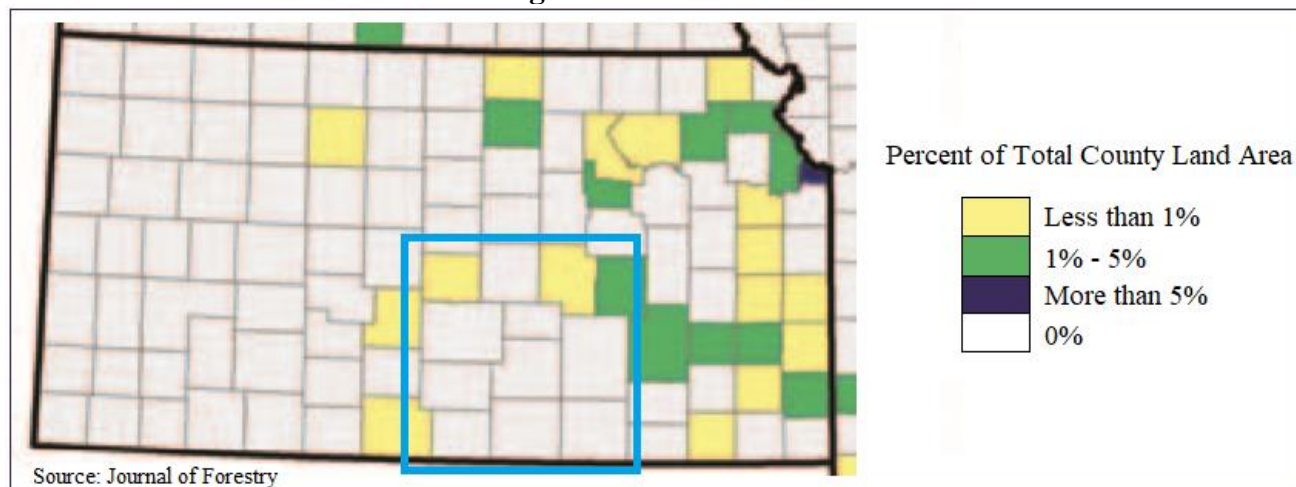 g
Percent of Total County Land Area
Less than 1%
1% - 5%
More than 5%
0%
Source: Journal of Forestry